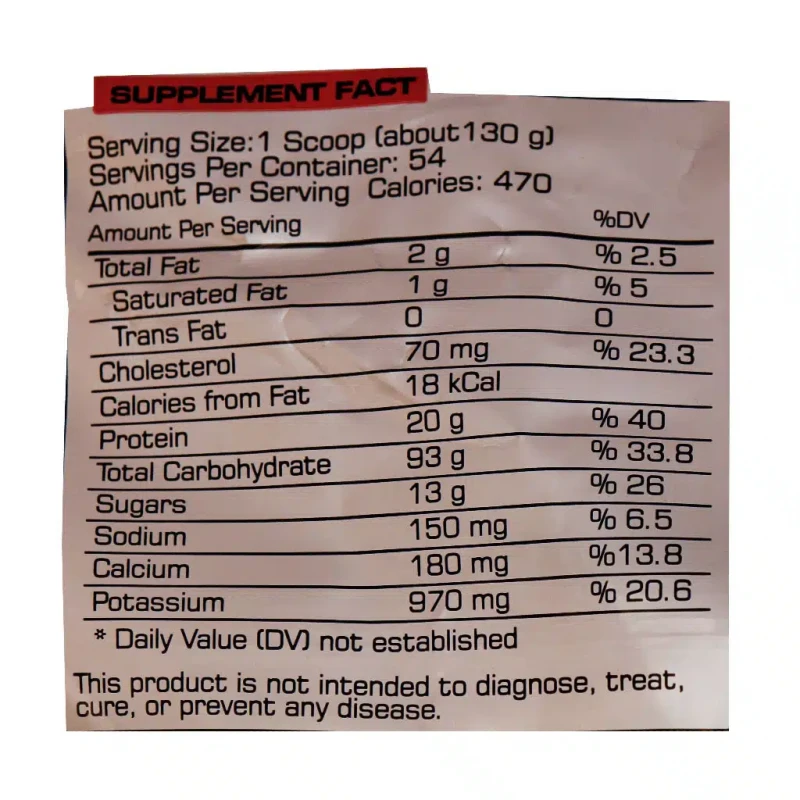 SUPPLEMENT FACT
Serving Size:1 Scoop (about130 g)
Servings Per Container: 54
Amount Per Serving Calories: 470
Amount Per Serving %DV
Total Fat 2 g % 2.5
Saturated Fat 1 g % 5
Trans Fat 0 0
Cholesterol 70 mg % 23.3
Calories from Fat 18 kCal
Protein 20 g % 40
Total Carbohydrate 93 g % 33.8
Sugars 13 g % 26
Sodium 150 mg % 6.5
Calcium 180 mg %13.8
Potassium 970 mg % 20.6
* Daily Value (DV) not established
This product is not intended to diagnose, treat,
cure, or prevent any disease.